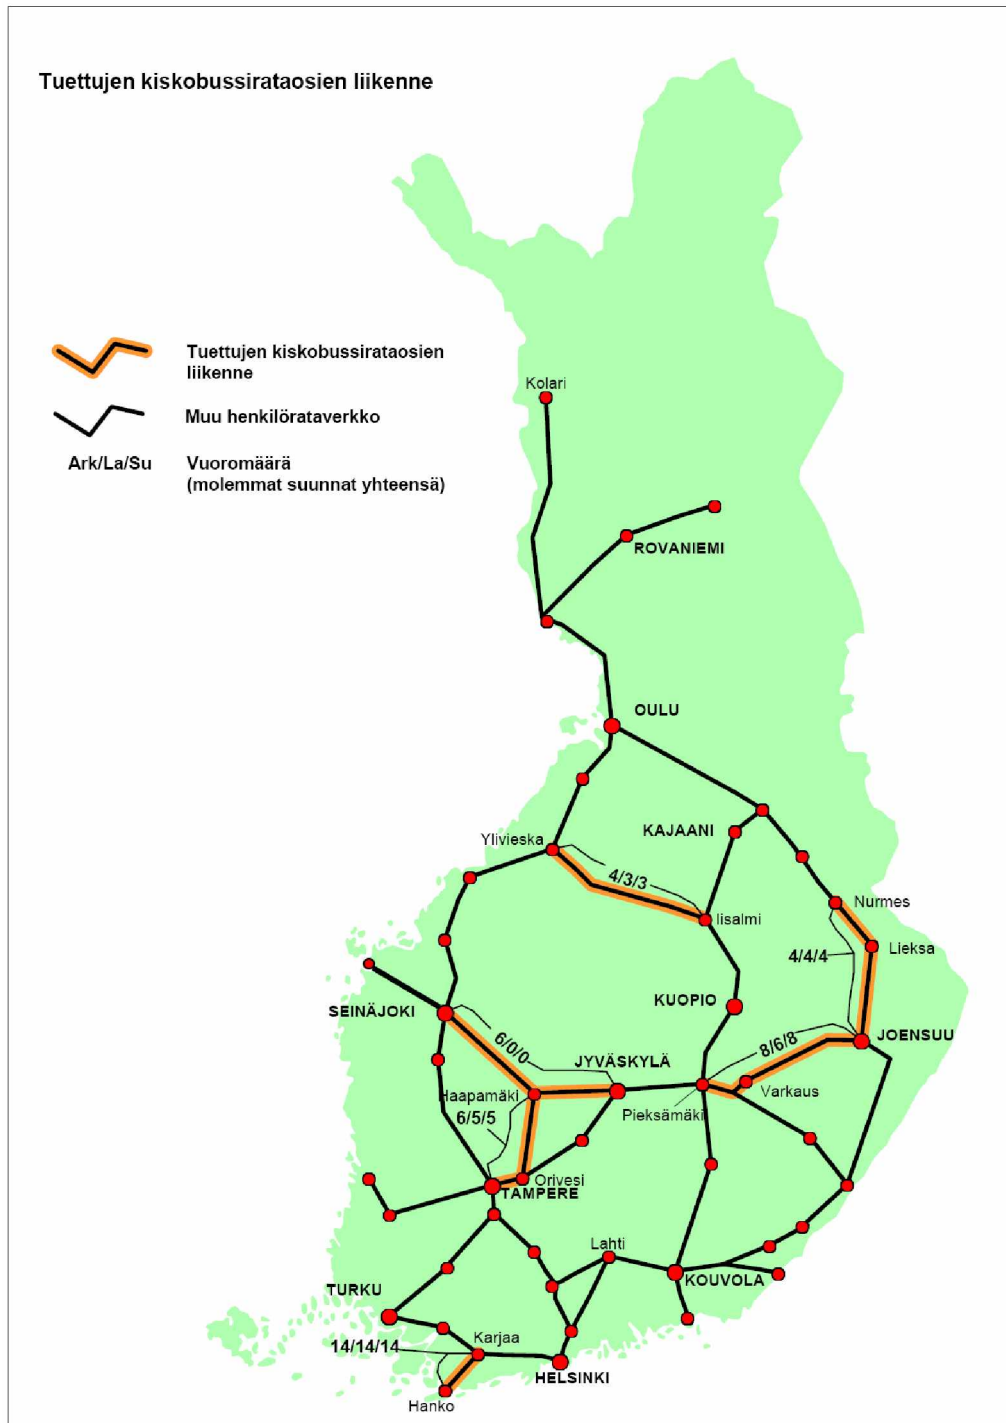 Tuettujen kiskobussirataosien liikenne
Tuettujen kiskobussirataosien
liikenne
Muu henkilörataverkko
Ark/La/Su
Vuoromäärä
(molemmat suunnat yhteensä)
Kolari
ROVANIEMI
OULU
KAJAANI
Ylivieska
4/3/3
Nurmes
Iisalmi
Lieksa
4/4/4
KUOPIO
SEINÄJOKI
JOENSUU
6/0/0
8/6/8
JYVÄSKYLÄ
Haapamäki
Varkaus
6/5/5
Pieksämäki
Orivesi
TAMPERE
Lahti
KOUVOLA
TURKU
Karjaa
14/14/14
HELSINKI
Hanko